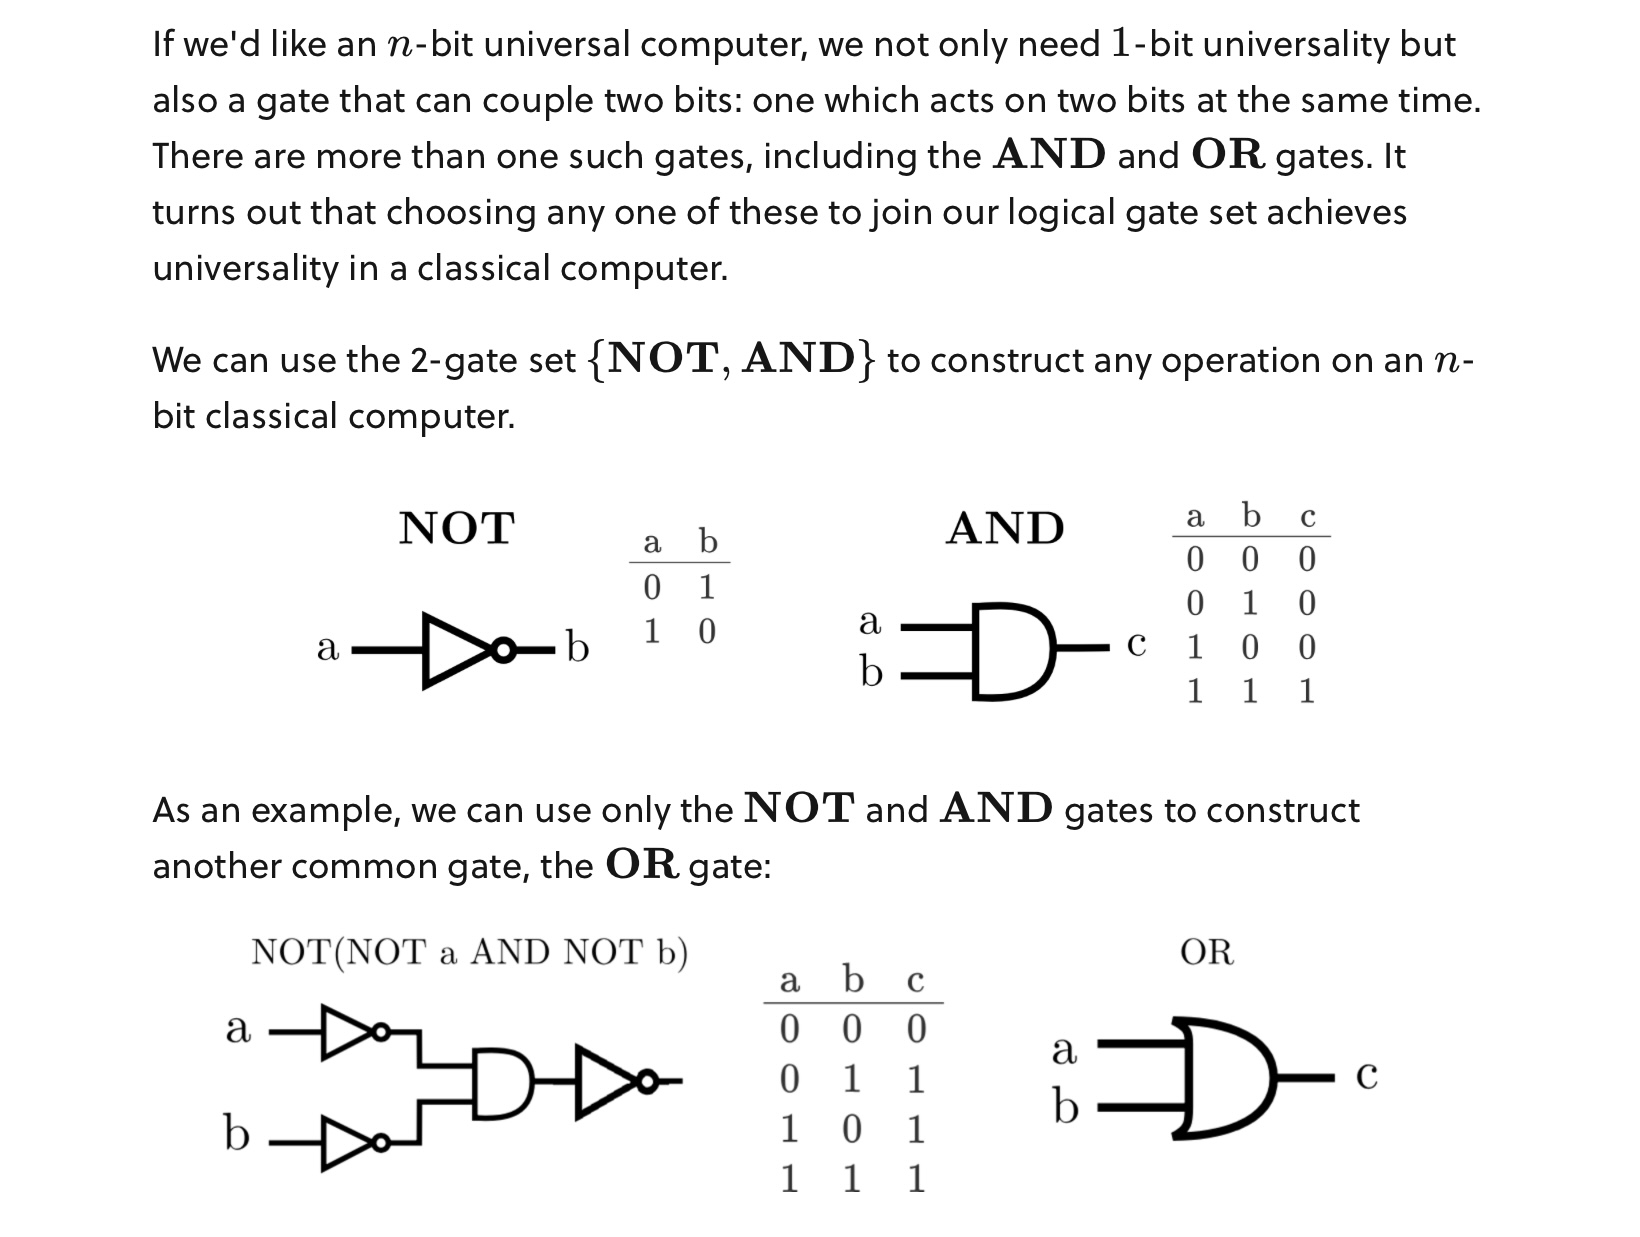 If we'd like an n-bit universal computer, we not only need 1-bit universality but
also a gate that can couple two bits: one which acts on two bits at the same time.
There are more than one such gates, including the AND and OR gates. It
turns out that choosing any one of these to join our logical gate set achieves
universality in a classical computer.
We can use the 2-gate set {NOT, AND} to construct any operation on an n-
bit classical computer.
NOT
a b
a b
0 1
1 0
AND
a
b
c
a b c
0 0 0
0 1 0
1 0 0
1 1 1
As an example, we can use only the NOT and AND gates to construct
another common gate, the OR gate:
NOT(NOT a AND NOT b)
a
b
a b c
0 0 0
0 1 1
1 0 1
1 1 1
OR
a
b
c